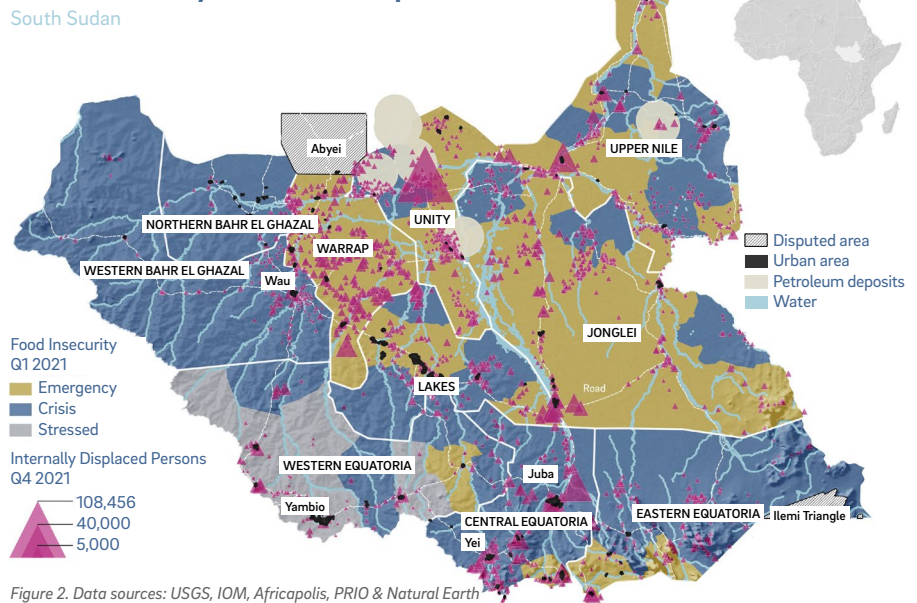 South Sudan
Abyei
UPPER NILE
NORTHERN BAHR EL GHAZAL
UNITY
WARRAP
WESTERN BAHR EL GHAZAL
Wau
Disputed area
Urban area
Petroleum deposits
Water
JONGLEI
Food Insecurity
Q1 2021
Emergency
Crisis
Stressed
LAKES
Road
Internally Displaced Persons
Q4 2021
108,456
40,000
5,000
WESTERN EQUATORIA
Juba
Yambio
CENTRAL EQUATORIA
EASTERN EQUATORIA
Ilemi Triangle
Yei
Figure 2. Data sources: USGS, IOM, Africapolis, PRIO & Natural Earth